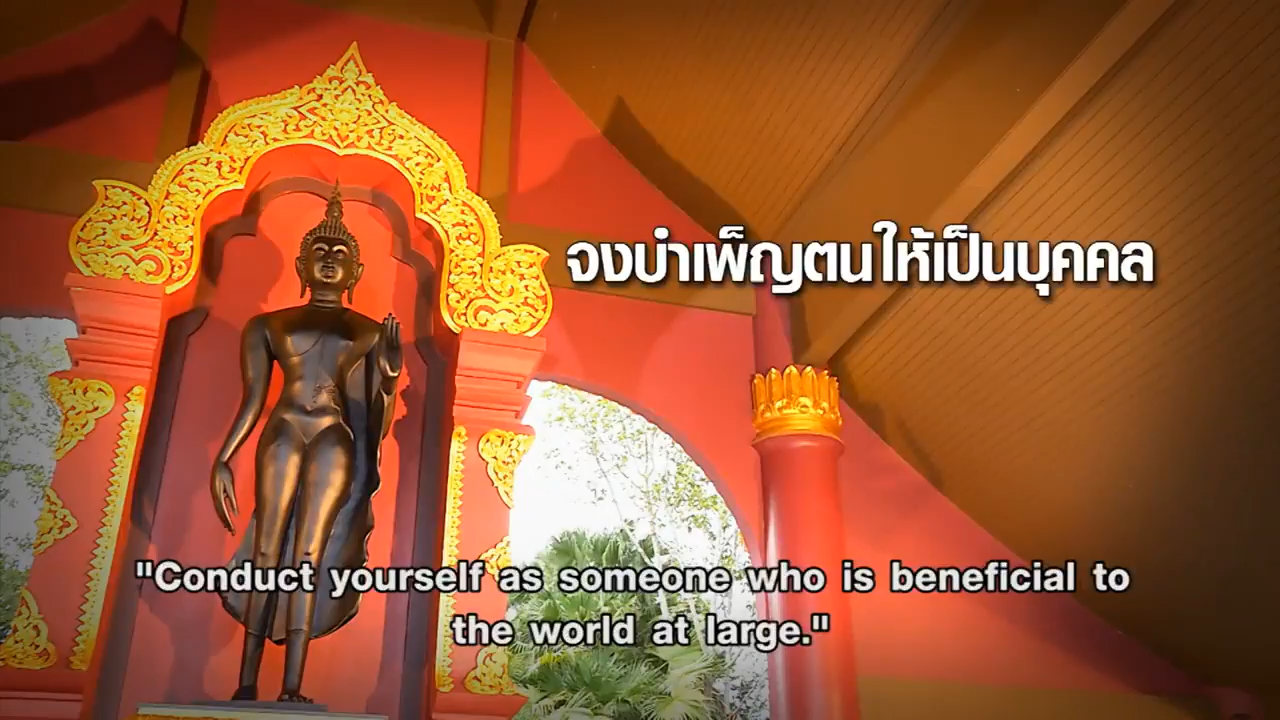 จงบำเพ็ญตนให้เป็นบุคคล
"Conduct yourself as someone who is beneficial to
the world at large."